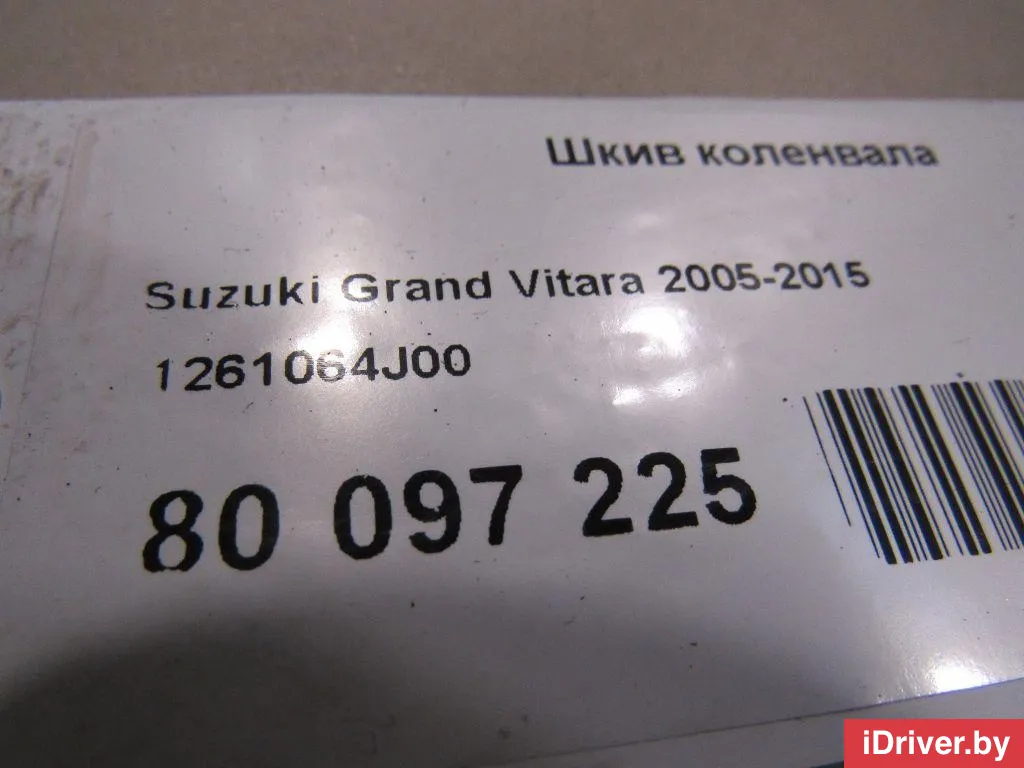 Шкив коленвала
Suzuki Grand Vitara 2005-2015
1261064J00
80 097 225
iDriver.by